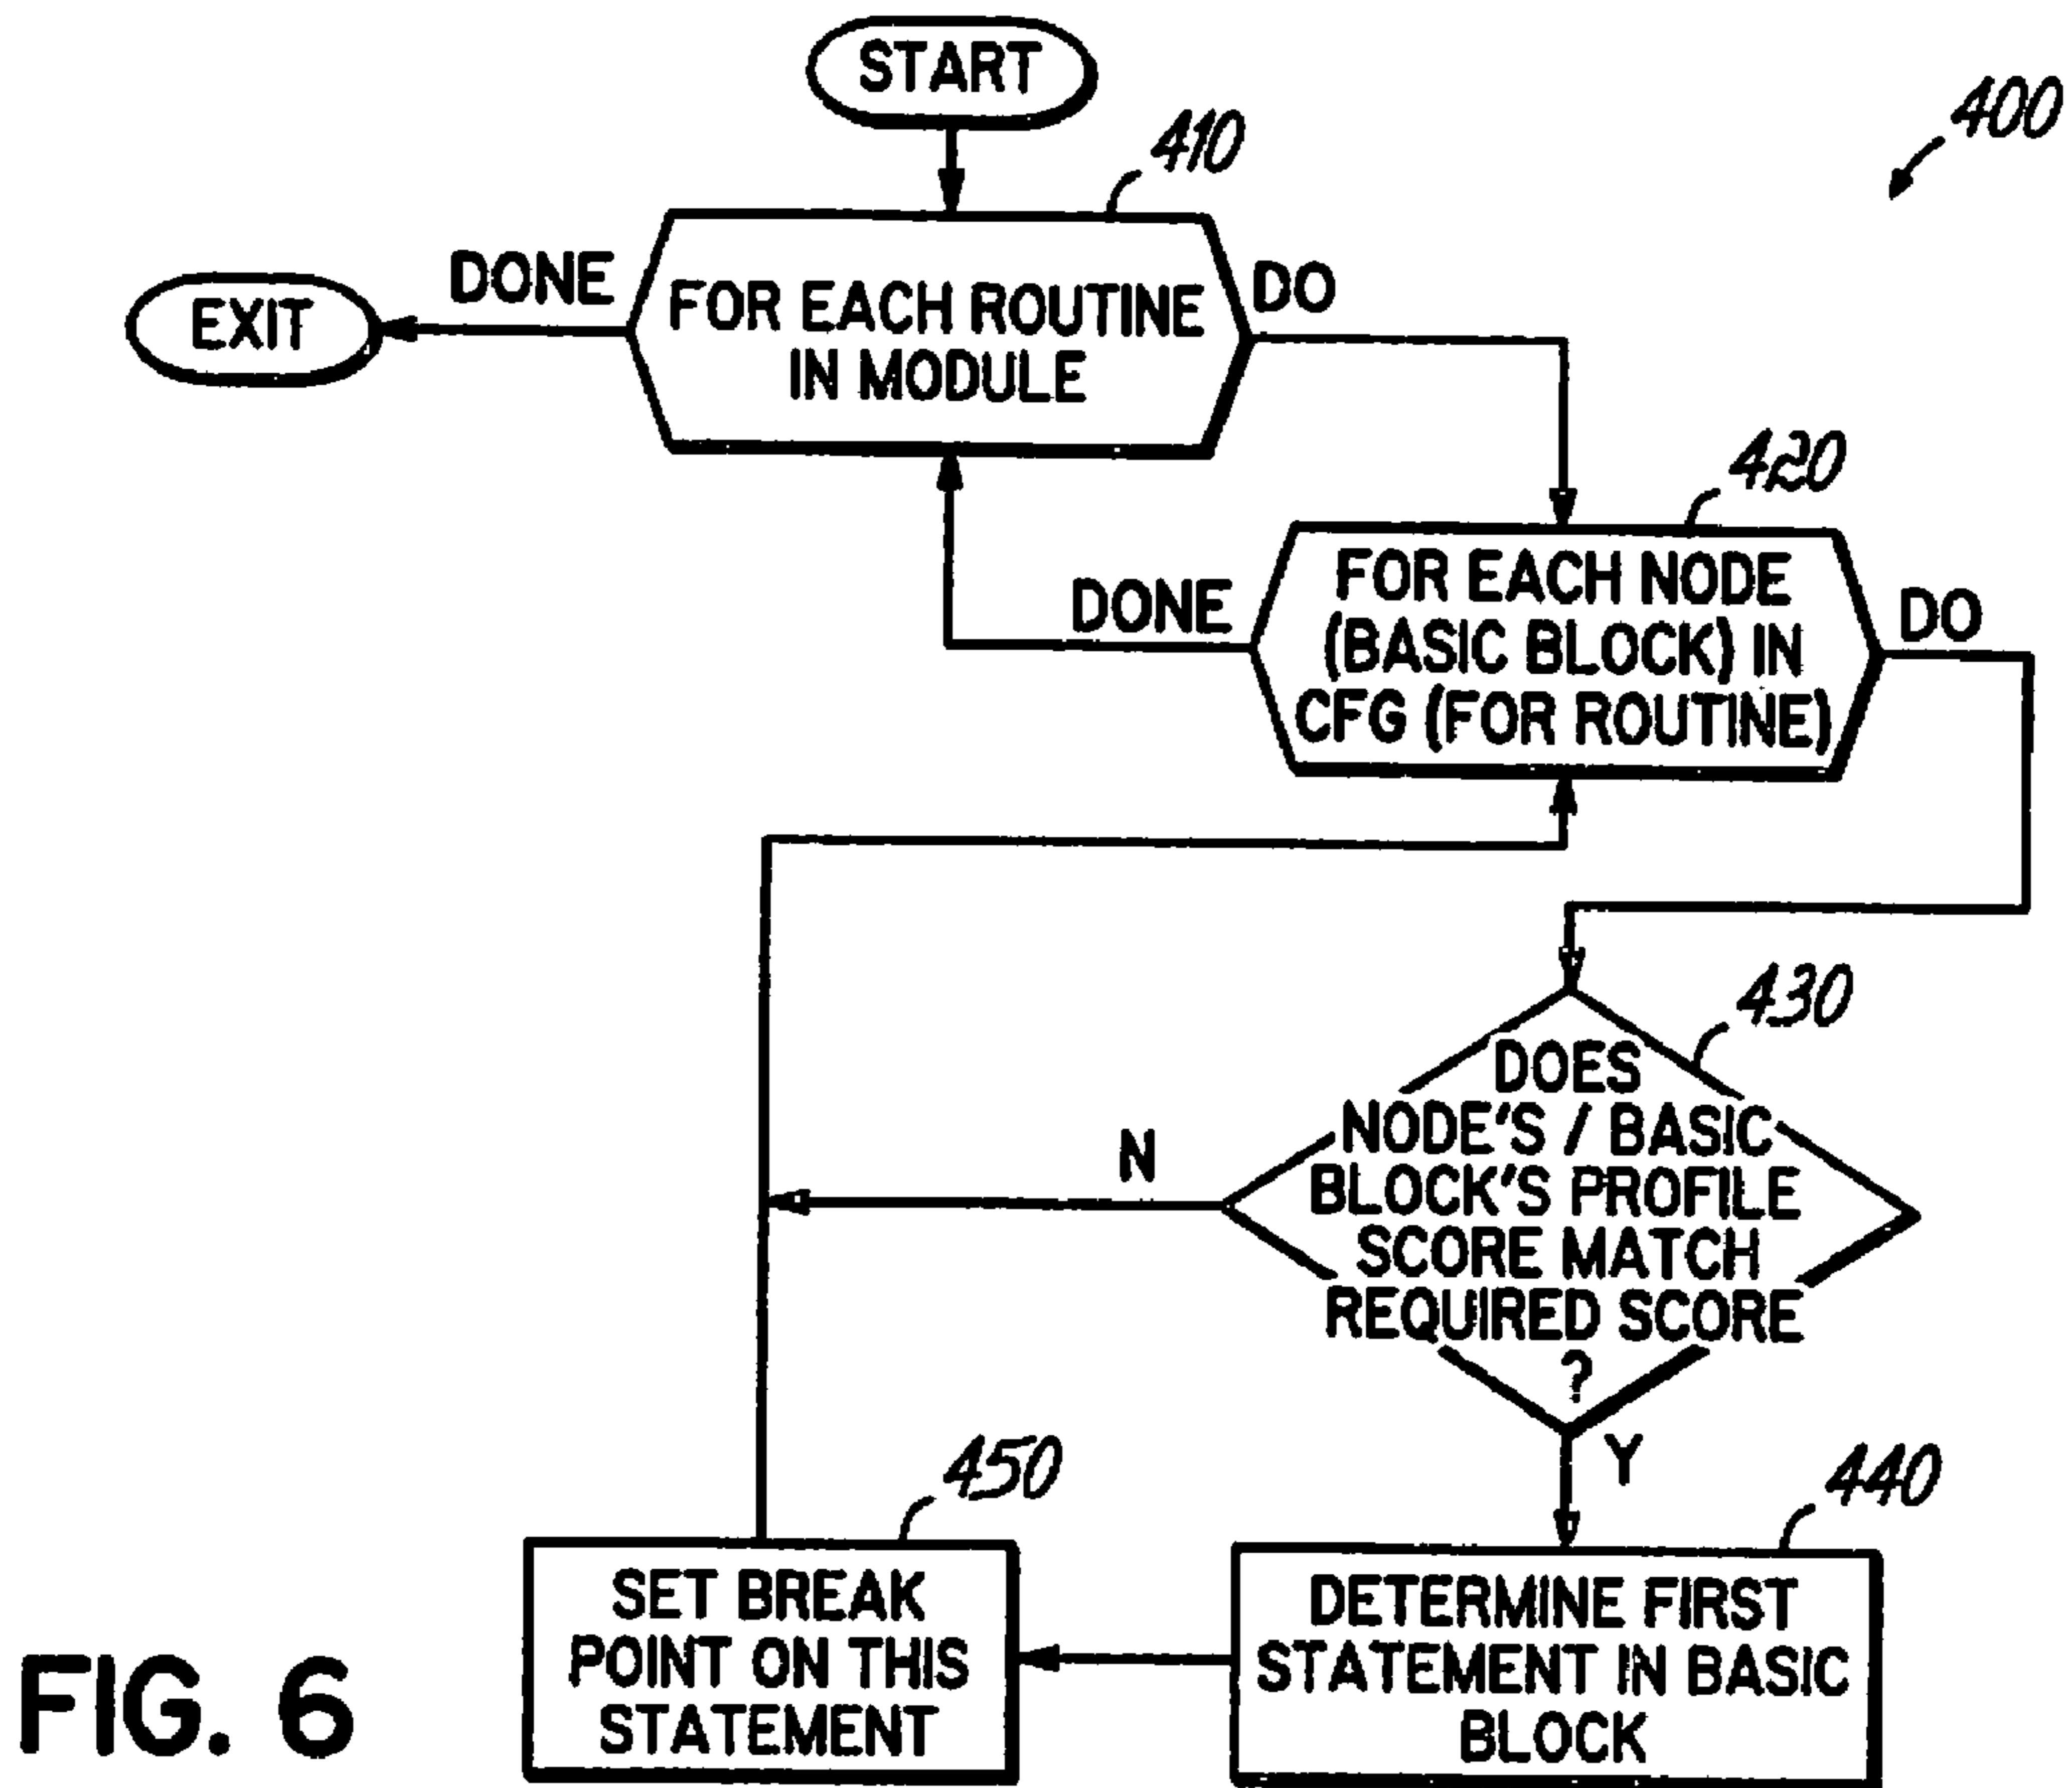 START
400
410
DONE
EXIT
FOR EACH ROUTINE
IN MODULE
DO
420
DONE
FOR EACH NODE
(BASIC BLOCK) IN
CFG (FOR ROUTINE)
DO
430
DOES
NODE'S / BASIC
BLOCK'S PROFILE
SCORE MATCH
REQUIRED SCORE
?
N
Y
440
DETERMINE FIRST
STATEMENT IN BASIC
BLOCK
450
SET BREAK
POINT ON THIS
STATEMENT
FIG. 6